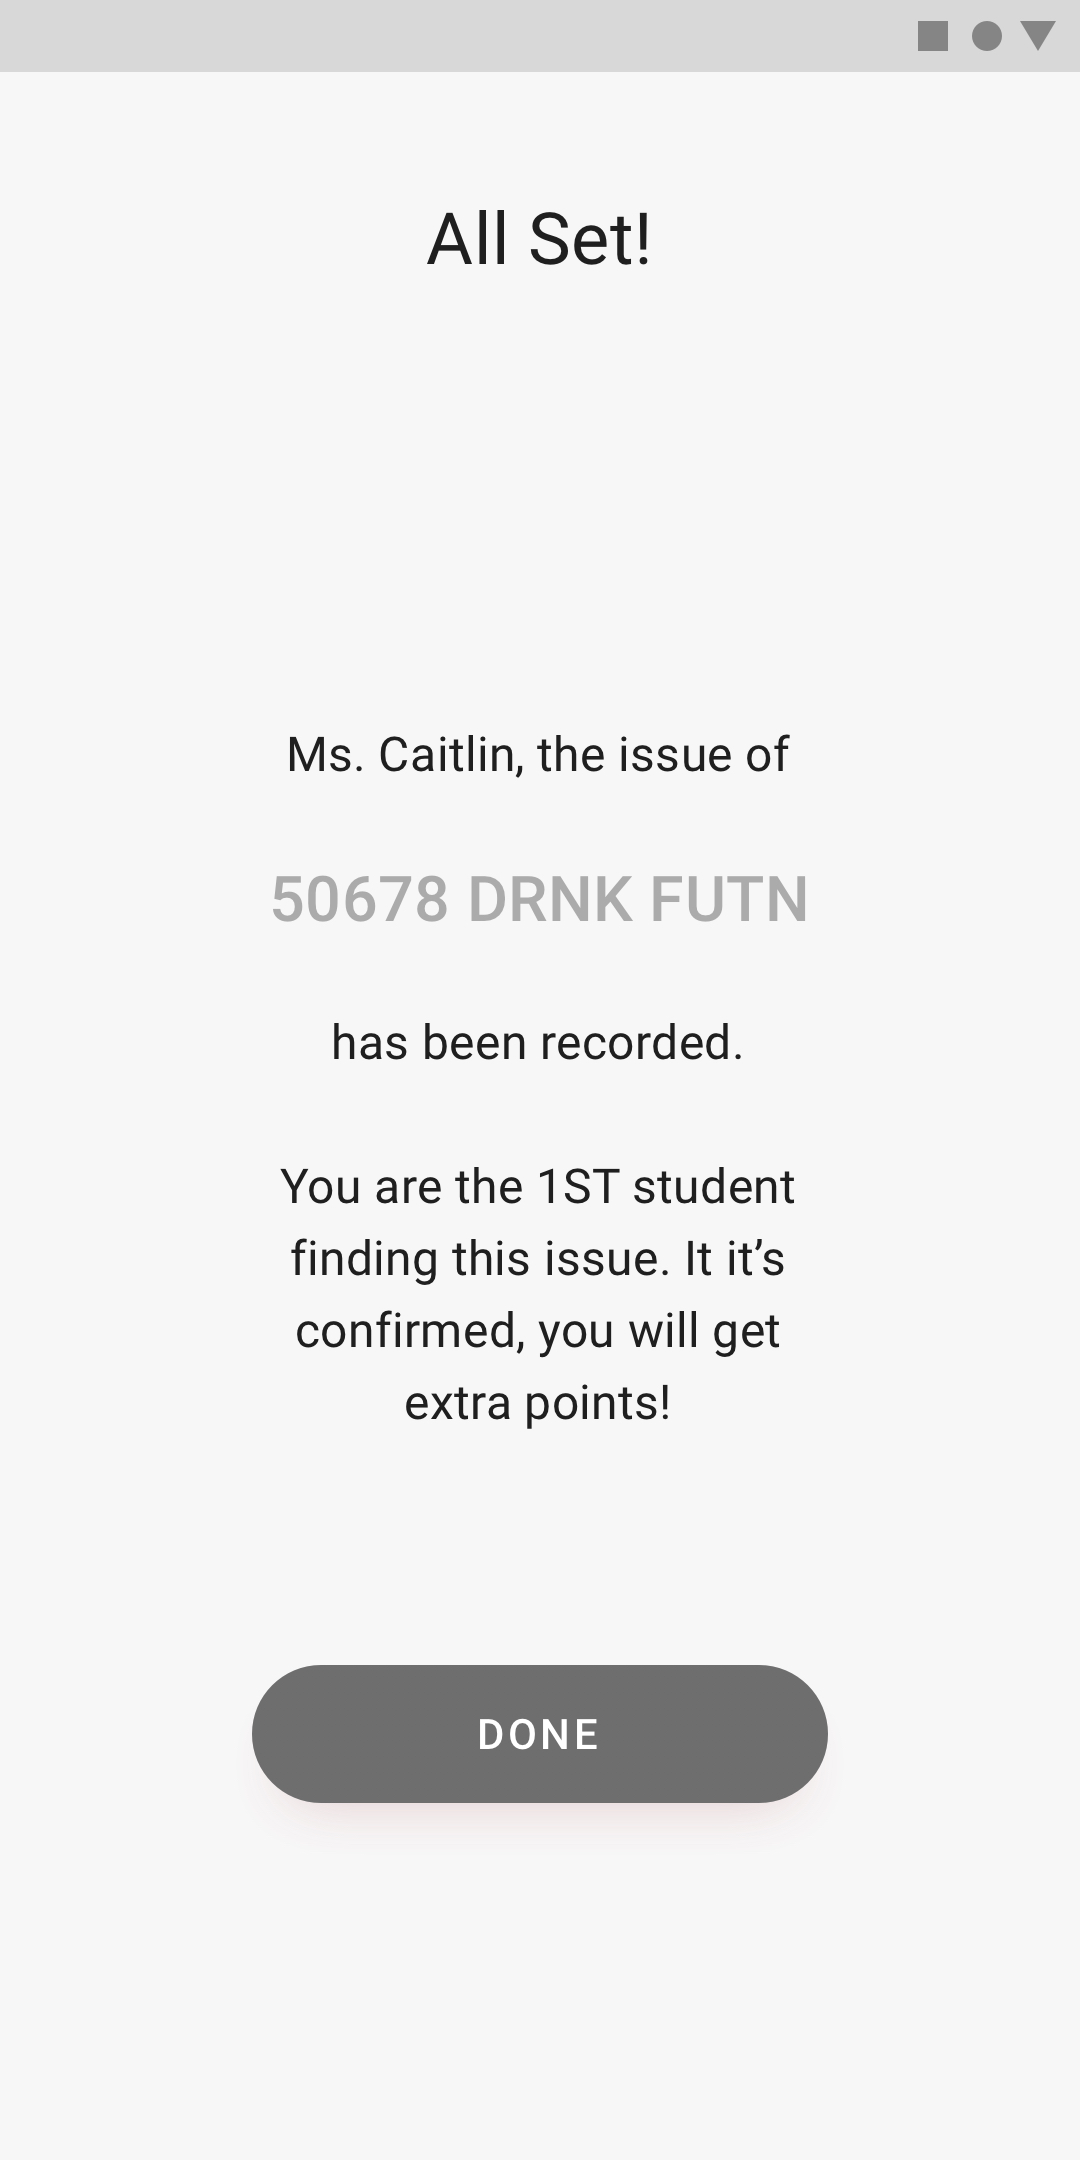 All Set!
Ms. Caitlin, the issue of
50678 DRNK FUTN
has been recorded.
You are the 1ST student
finding this issue. It it’s
confirmed, you will get
extra points!
DONE